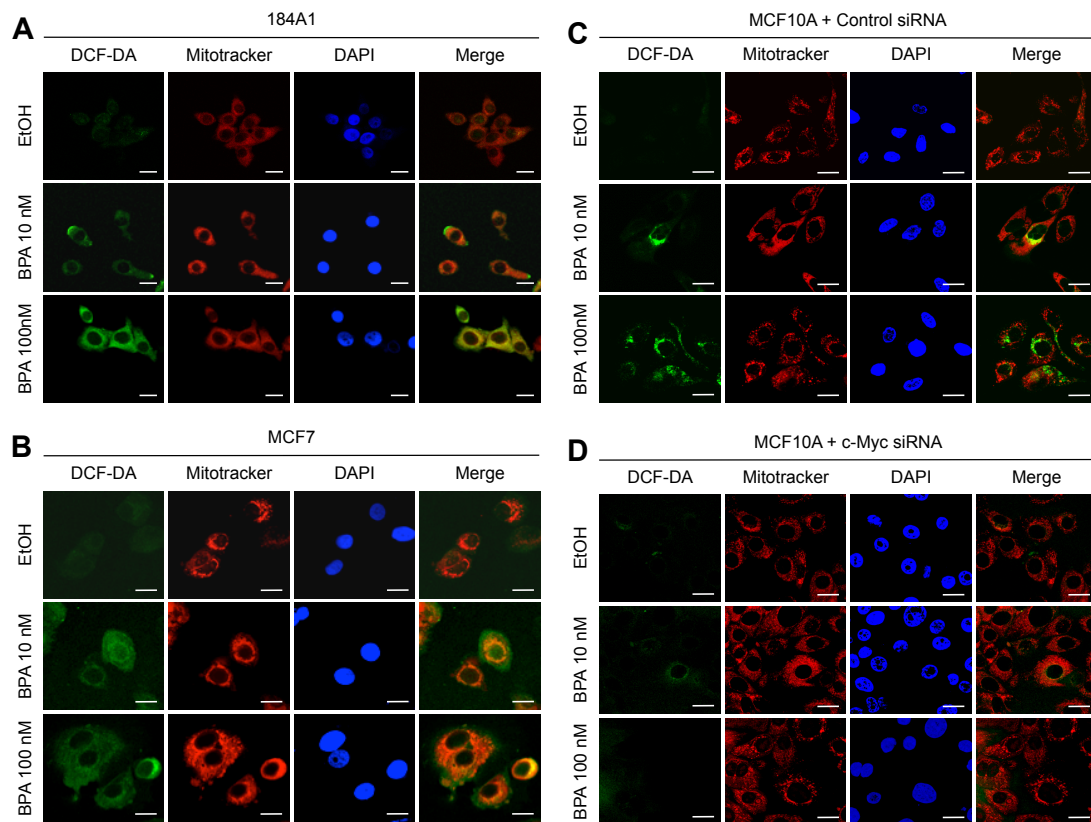 A
184A1
DCF-DA Mitotracker DAPI Merge
EtOH
BPA 10 nM
BPA 100nM
B
MCF7
DCF-DA Mitotracker DAPI Merge
EtOH
BPA 10 nM
BPA 100 nM
C
MCF10A + Control siRNA
DCF-DA Mitotracker DAPI Merge
EtOH
BPA 10 nM
BPA 100nM
D
MCF10A + c-Myc siRNA
DCF-DA Mitotracker DAPI Merge
EtOH
BPA 10 nM
BPA 100 nM